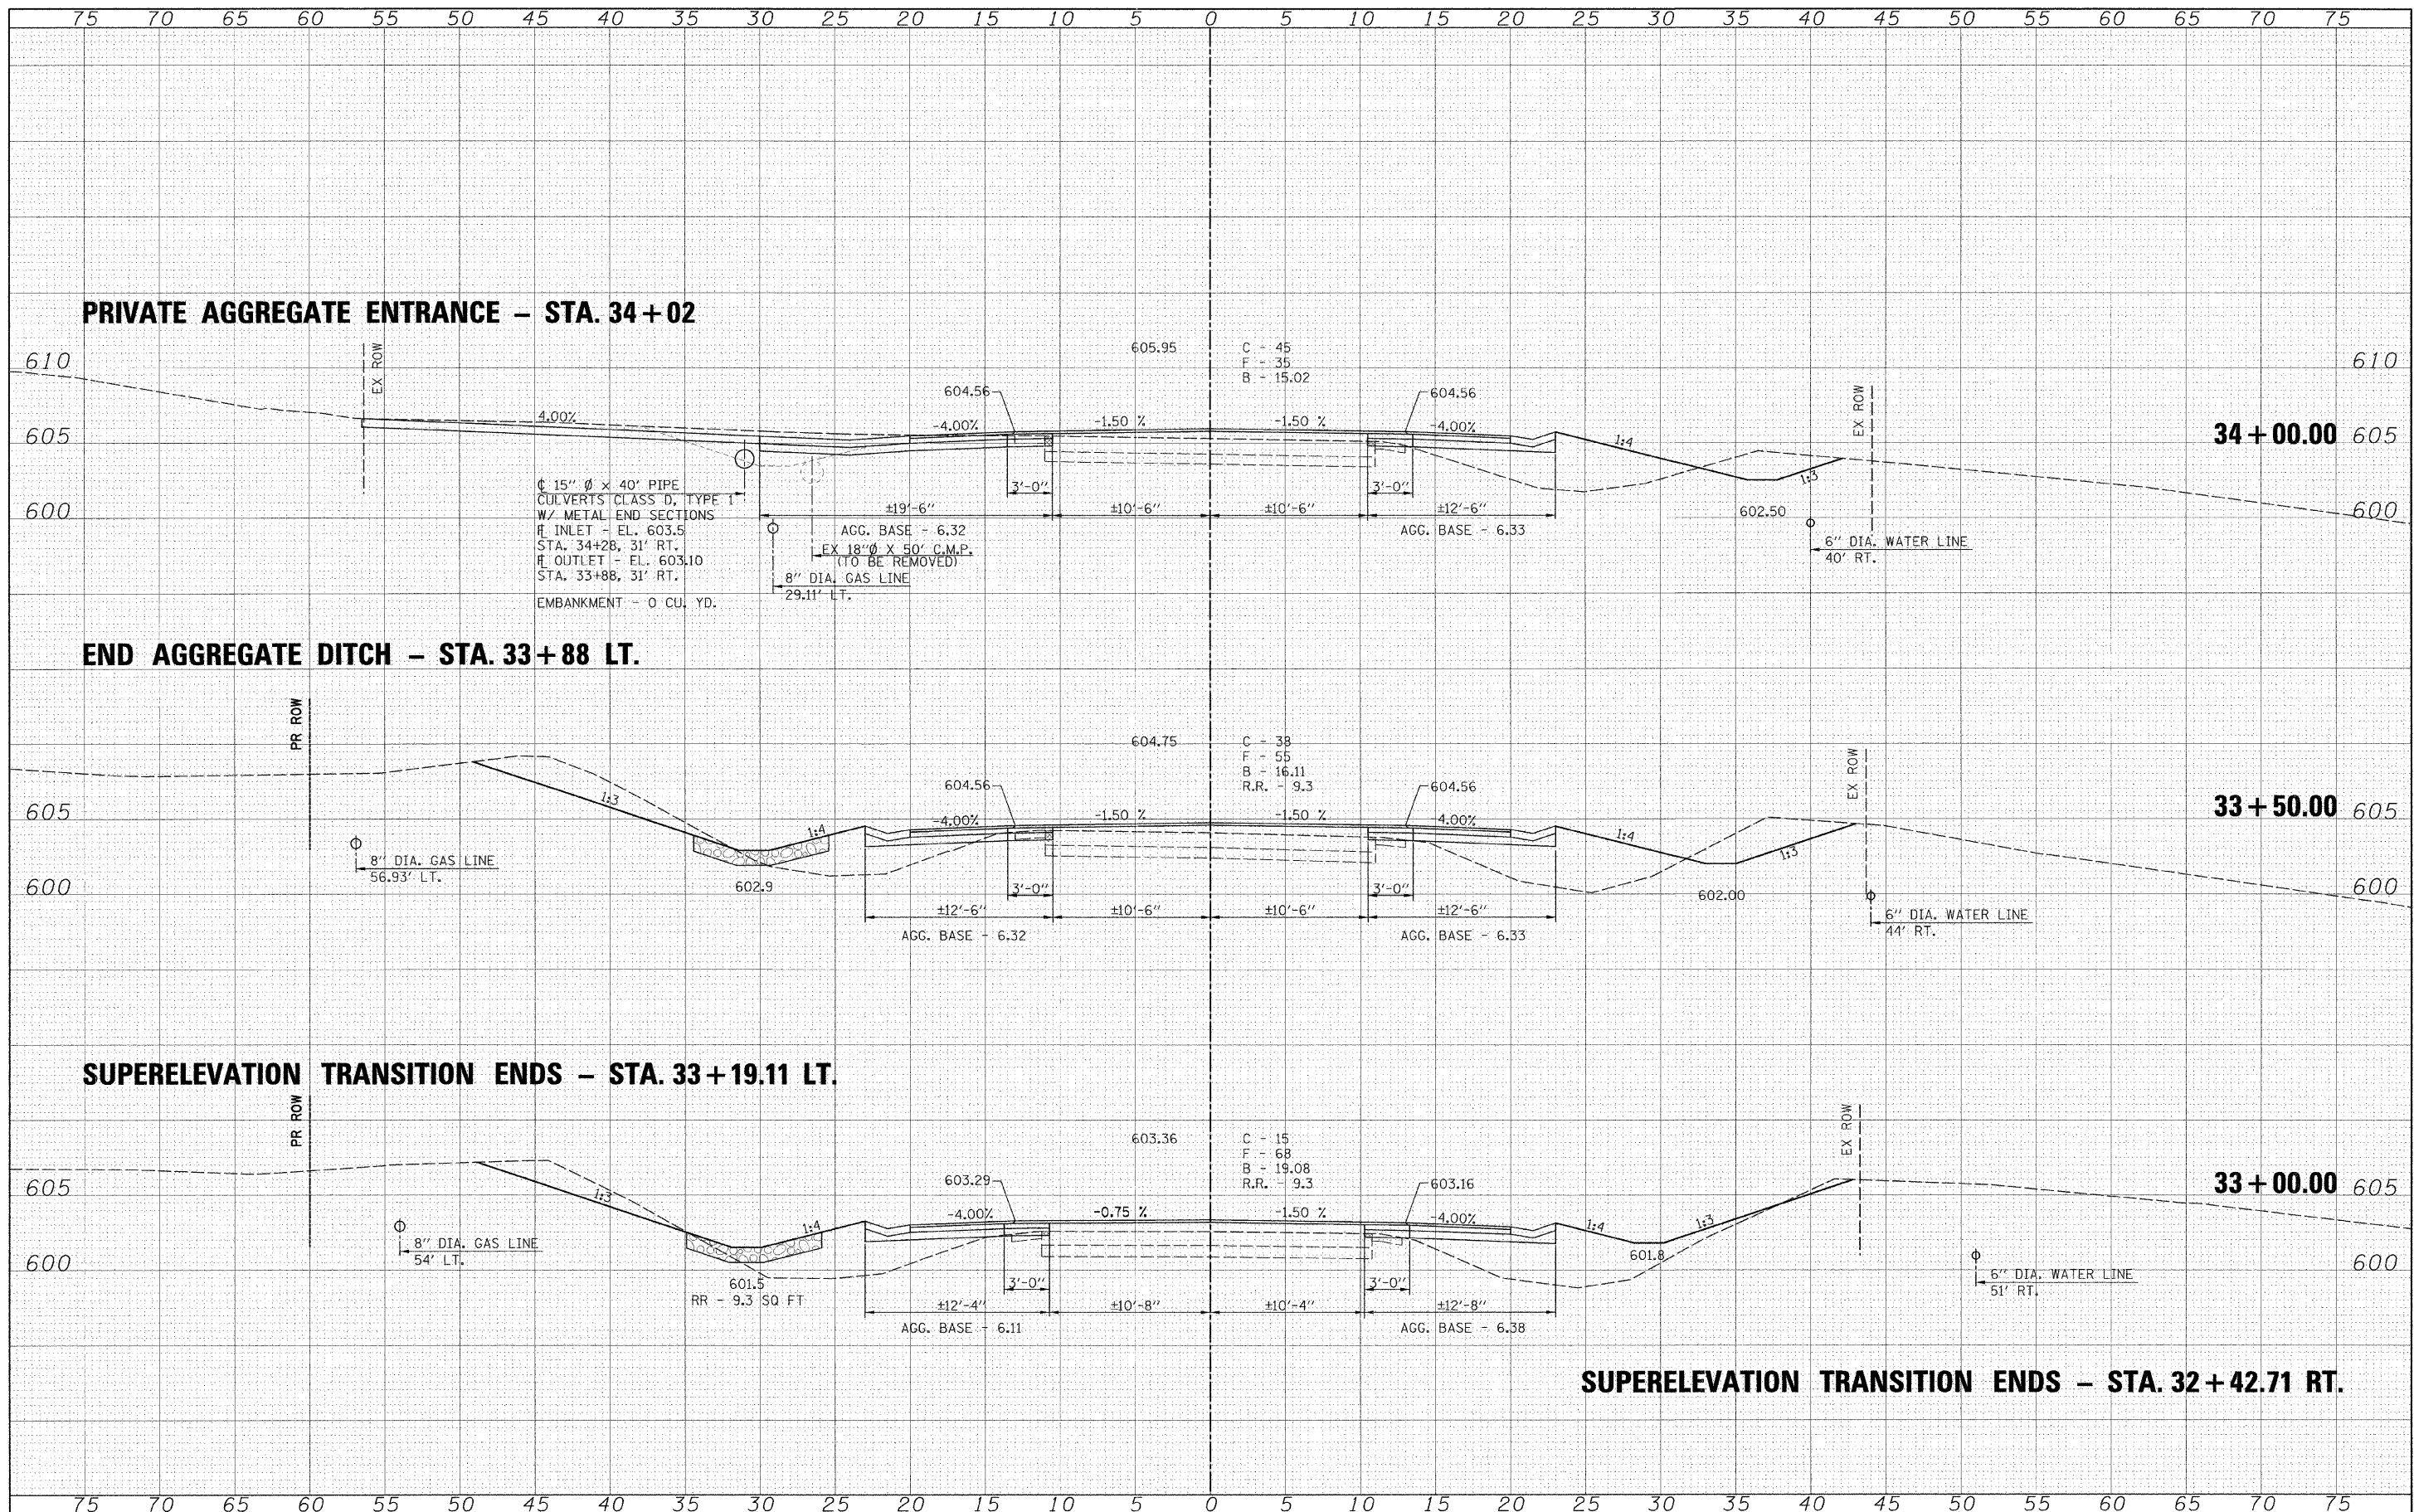 75 70 65 60 55 50 45 40 35 30 25 20 15 10 5 0 5 10 15 20 25 30 35 40 45 50 55 60 65 70 75
PRIVATE AGGREGATE ENTRANCE – STA. 34+02
EX ROW
605.95
C - 45
F - 35
B - 15.02
610
610
EX ROW
604.56
604.56
4.00%
-4.00%
-1.50 %
-1.50 %
-4.00%
1:4
1:3
605
34+00.00
605
℄ 15" Ø x 40' PIPE
CULVERTS CLASS D, TYPE 1
W/ METAL END SECTIONS
FL INLET - EL. 603.5
STA. 34+28, 31' RT.
FL OUTLET - EL. 603.10
STA. 33+88, 31' RT.
EMBANKMENT - 0 CU. YD.
3'-0"
3'-0"
600
±19'-6"
±10'-6"
±10'-6"
±12'-6"
602.50
600
AGG. BASE - 6.32
AGG. BASE - 6.33
EX 18"Ø X 50' C.M.P.
(TO BE REMOVED)
8" DIA. GAS LINE
29.11' LT.
6" DIA. WATER LINE
40' RT.
END AGGREGATE DITCH – STA. 33+88 LT.
PR ROW
604.75
C - 38
F - 55
B - 16.11
R.R. - 9.3
EX ROW
604.56
604.56
1:3
1:4
-4.00%
-1.50 %
-1.50 %
4.00%
1:4
1:3
605
33+50.00
605
8" DIA. GAS LINE
56.93' LT.
600
602.9
3'-0"
3'-0"
602.00
600
±12'-6"
±10'-6"
±10'-6"
±12'-6"
6" DIA. WATER LINE
44' RT.
AGG. BASE - 6.32
AGG. BASE - 6.33
SUPERELEVATION TRANSITION ENDS – STA. 33+19.11 LT.
PR ROW
603.36
C - 15
F - 68
B - 19.08
R.R. - 9.3
EX ROW
605
603.29
603.16
33+00.00
605
1:3
1:4
-4.00%
-0.75 %
-1.50 %
-4.00%
1:4
1:3
8" DIA. GAS LINE
54' LT.
600
601.8
600
601.5
RR - 9.3 SQ FT
3'-0"
3'-0"
6" DIA. WATER LINE
51' RT.
±12'-4"
±10'-8"
±10'-4"
±12'-8"
AGG. BASE - 6.11
AGG. BASE - 6.38
SUPERELEVATION TRANSITION ENDS – STA. 32+42.71 RT.
75 70 65 60 55 50 45 40 35 30 25 20 15 10 5 0 5 10 15 20 25 30 35 40 45 50 55 60 65 70 75